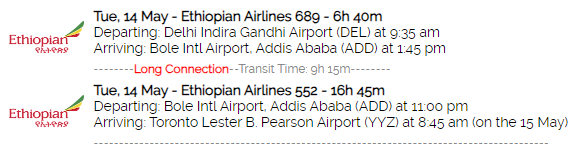 Tue, 14 May - Ethiopian Airlines 689 - 6h 40m
Ethiopian
የኢትዮጵያ
Departing: Delhi Indira Gandhi Airport (DEL) at 9:35 am
Arriving: Bole Intl Airport, Addis Ababa (ADD) at 1:45 pm
--------Long Connection--Transit Time: 9h 15m--------
Tue, 14 May - Ethiopian Airlines 552 - 16h 45m
Ethiopian
የኢትዮጵያ
Departing: Bole Intl Airport, Addis Ababa (ADD) at 11:00 pm
Arriving: Toronto Lester B. Pearson Airport (YYZ) at 8:45 am (on the 15 May)